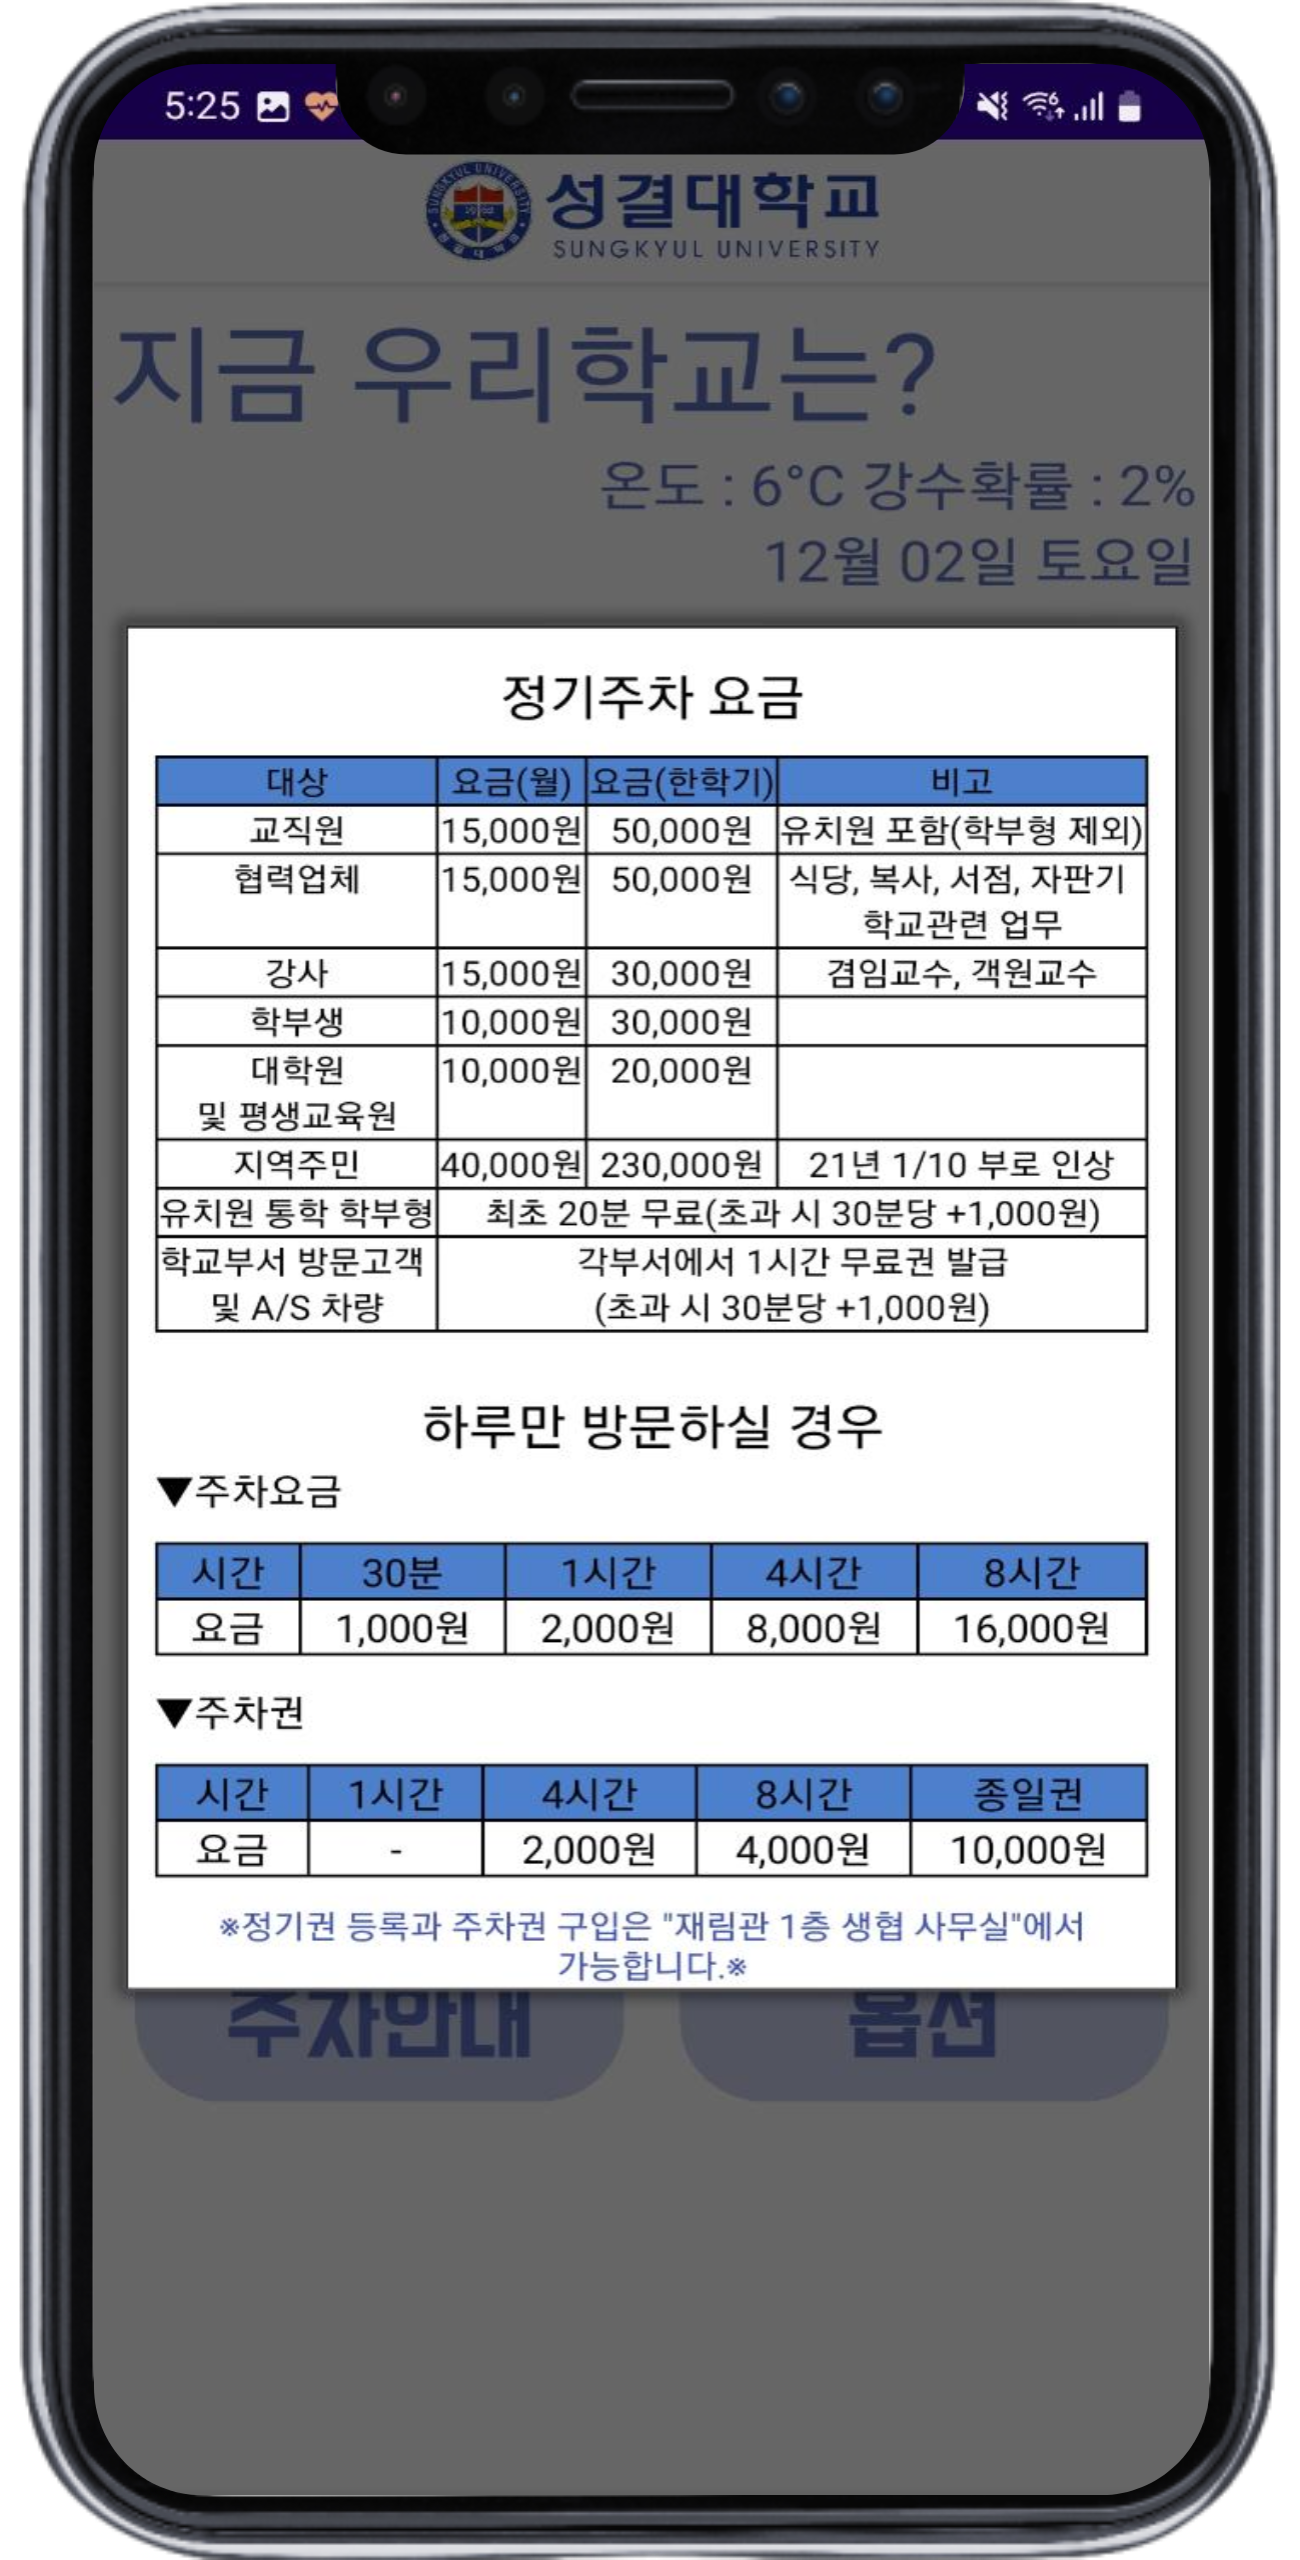 5:25
성결대학교
SUNGKYUL UNIVERSITY
지금 우리학교는?
온도 : 6°C 강수확률 : 2%
12월 02일 토요일
정기주차 요금
대상 요금(월) 요금(한학기) 비고
교직원 15,000원 50,000원 유치원 포함(학부형 제외)
협력업체 15,000원 50,000원 식당, 복사, 서점, 자판기
학교관련 업무
강사 15,000원 30,000원 겸임교수, 객원교수
학부생 10,000원 30,000원
대학원 10,000원 20,000원
및 평생교육원
지역주민 40,000원 230,000원 21년 1/10 부로 인상
유치원 통학 학부형 최초 20분 무료(초과 시 30분당 +1,000원)
학교부서 방문고객 각부서에서 1시간 무료권 발급
및 A/S 차량 (초과 시 30분당 +1,000원)
하루만 방문하실 경우
▼주차요금
시간 30분 1시간 4시간 8시간
요금 1,000원 2,000원 8,000원 16,000원
▼주차권
시간 1시간 4시간 8시간 종일권
요금 - 2,000원 4,000원 10,000원
※정기권 등록과 주차권 구입은 "재림관 1층 생협 사무실"에서
가능합니다.※
주차안내 옵션